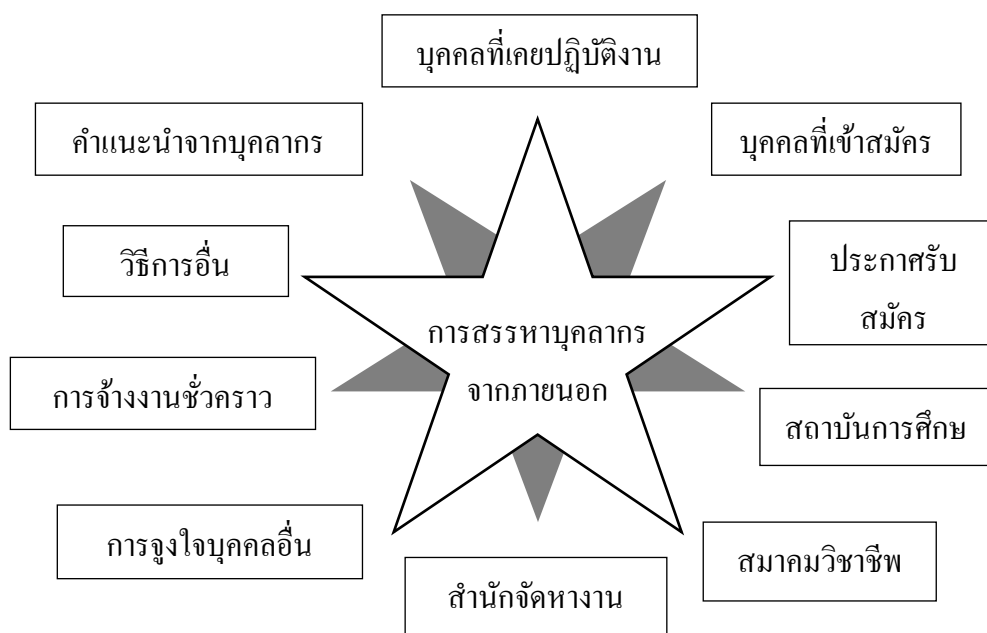 บุคคลที่เคยปฏิบัติงาน
คำแนะนำจากบุคลากร
บุคคลที่เข้าสมัคร
วิธีการอื่น
ประกาศรับ
สมัคร
การสรรหาบุคลากร
จากภายนอก
การจ้างงานชั่วคราว
สถาบันการศึกษ
การจูงใจบุคคลอื่น
สมาคมวิชาชีพ
สำนักจัดหางาน